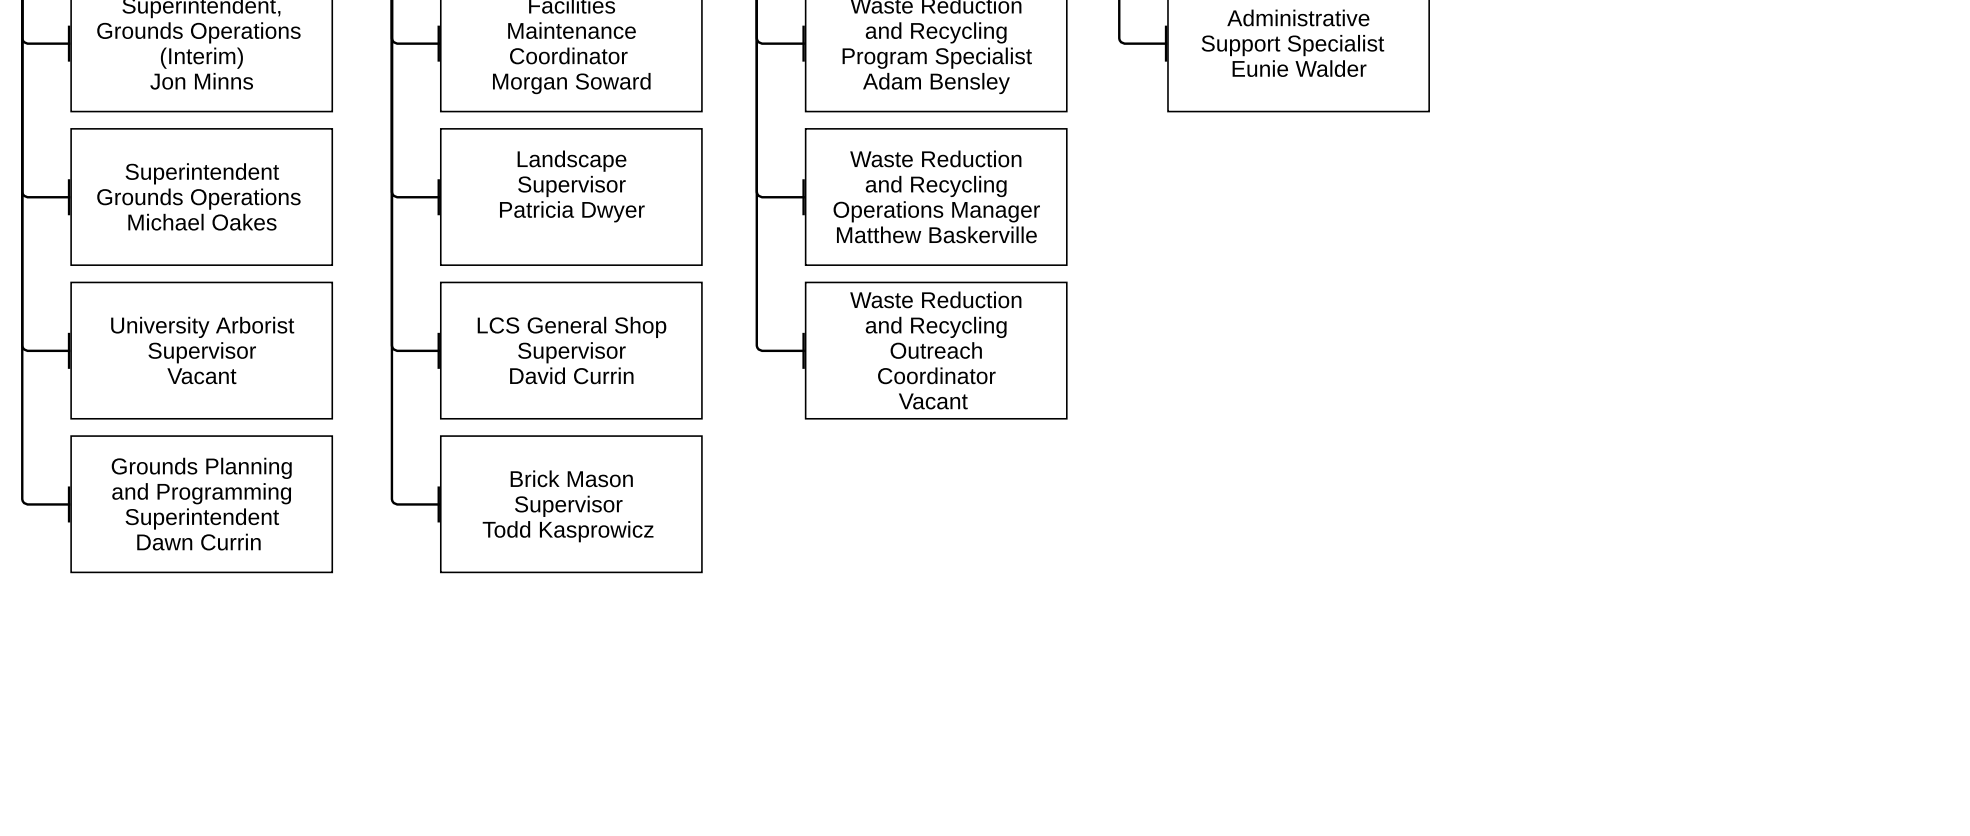 Superintendent,
Grounds Operations
(Interim)
Jon Minns
Superintendent
Grounds Operations
Michael Oakes
University Arborist
Supervisor
Vacant
Grounds Planning
and Programming
Superintendent
Dawn Currin
Facilities
Maintenance
Coordinator
Morgan Soward
Landscape
Supervisor
Patricia Dwyer
LCS General Shop
Supervisor
David Currin
Brick Mason
Supervisor
Todd Kasprowicz
Waste Reduction
and Recycling
Program Specialist
Adam Bensley
Waste Reduction
and Recycling
Operations Manager
Matthew Baskerville
Waste Reduction
and Recycling
Outreach
Coordinator
Vacant
Administrative
Support Specialist
Eunie Walder